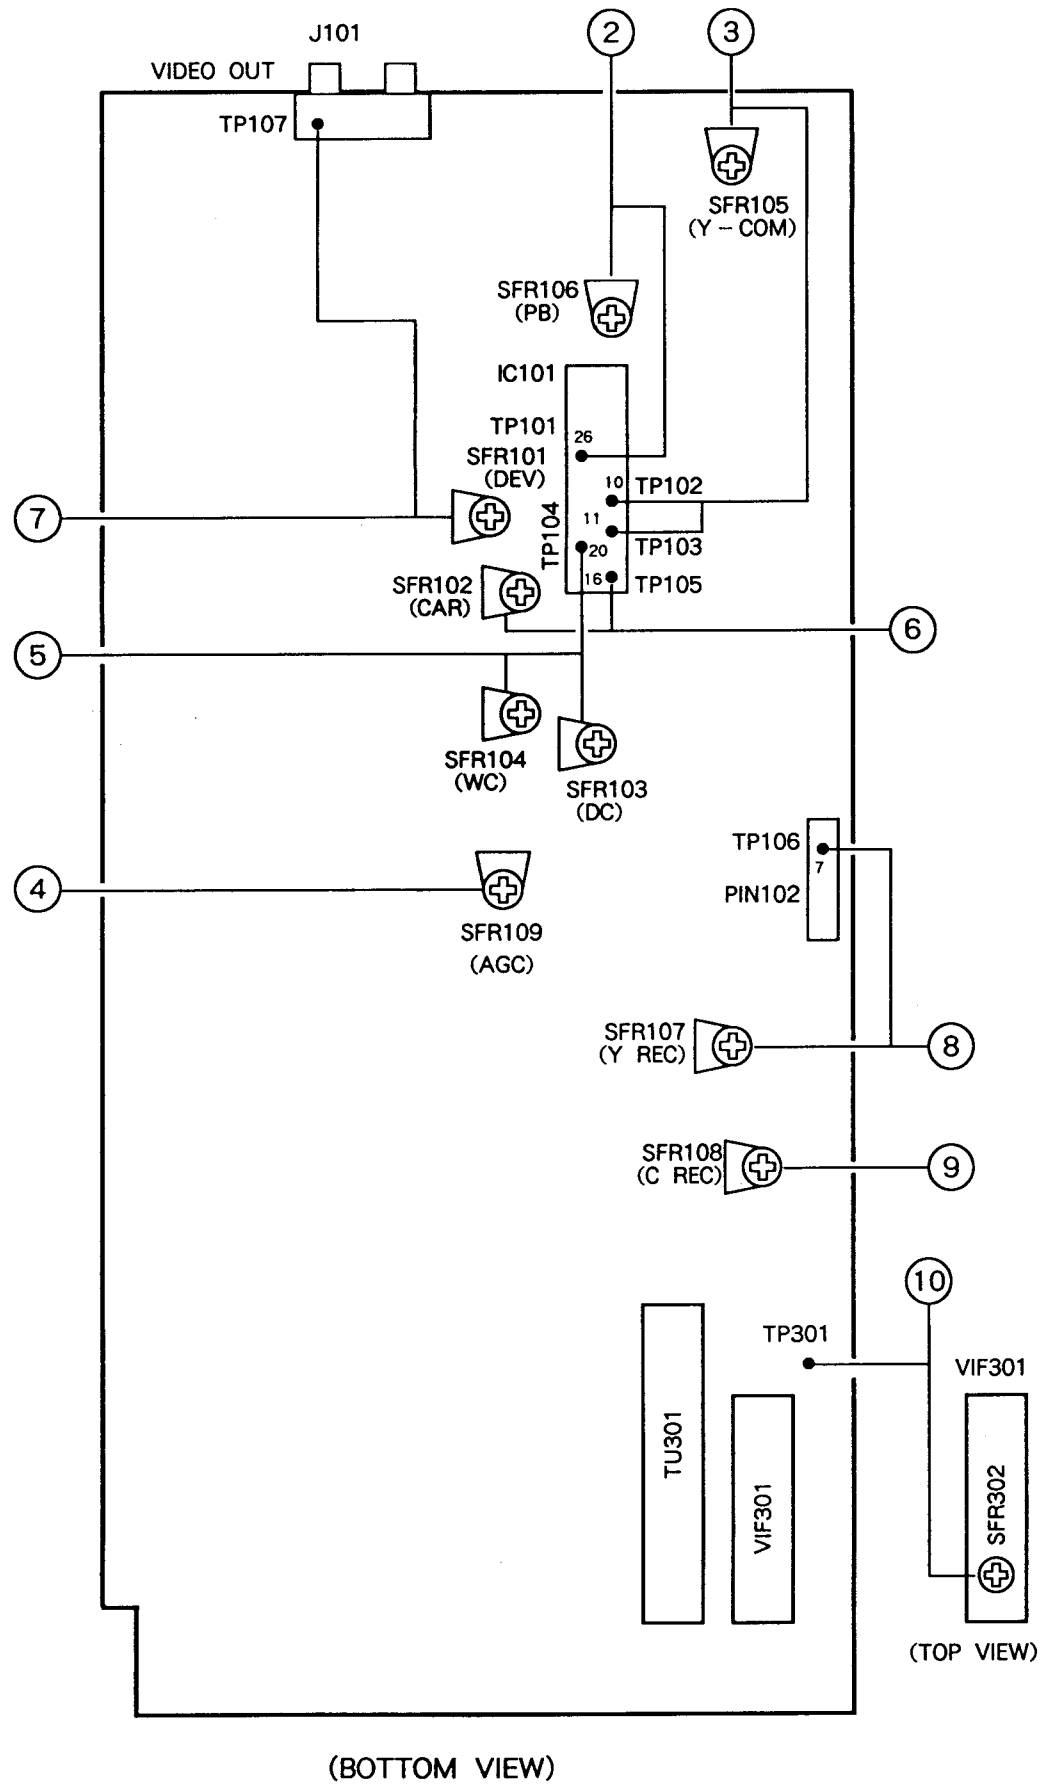 J101
2
3
VIDEO OUT
TP107
SFR105
(Y-COM)
SFR106
(PB)
IC101
TP101
26
SFR101
(DEV)
10
TP102
7
TP104
11
TP103
20
SFR102
(CAR)
16
TP105
6
5
SFR104
(WC)
SFR103
(DC)
TP106
7
4
PIN102
SFR109
(AGC)
SFR107
(Y REC)
8
SFR108
(C REC)
9
10
TP301
VIF301
TU301
VIF301
SFR302
(TOP VIEW)
(BOTTOM VIEW)